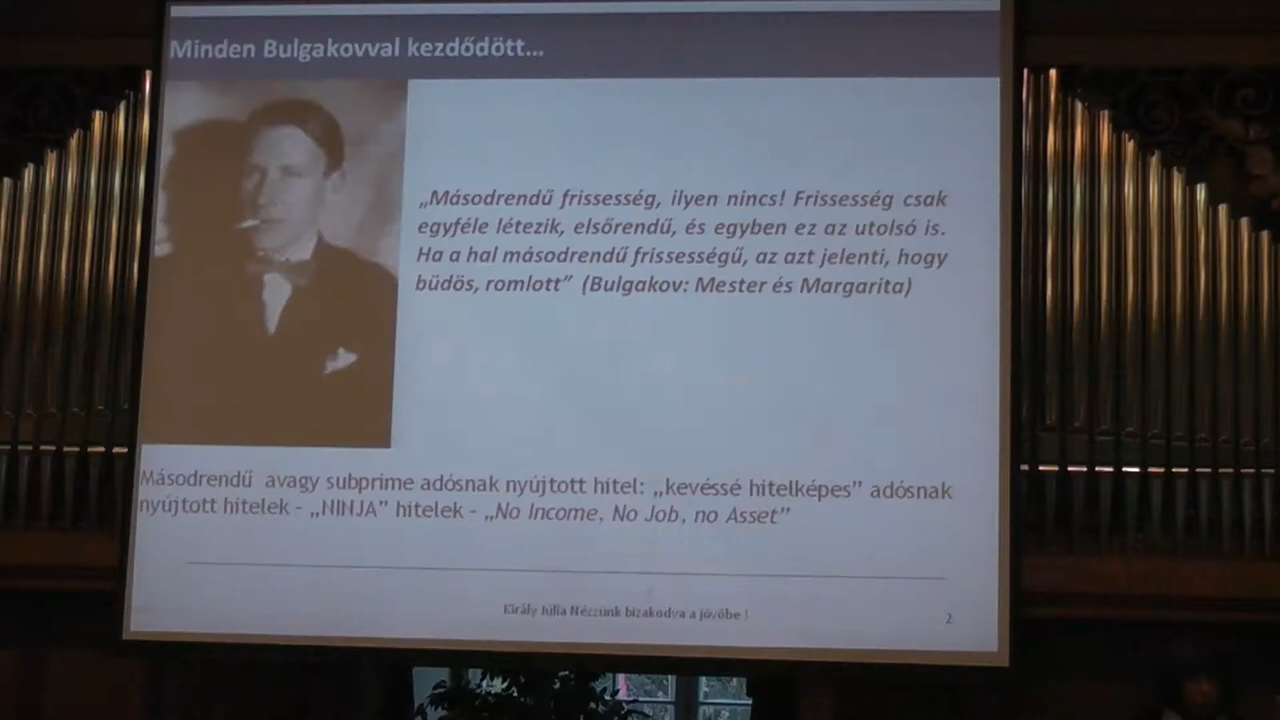 Minden Bulgakovval kezdődött...
„Másodrendű frissesség, ilyen nincs! Frissesség csak
egyféle létezik, elsőrendű, és egyben ez az utolsó is.
Ha a hal másodrendű frissességű, az azt jelenti, hogy
büdös, romlott” (Bulgakov: Mester és Margarita)
Másodrendű avagy subprime adósnak nyújtott hitel: „kevéssé hitelképes” adósnak
nyújtott hitelek - „NINJA” hitelek - „No Income, No Job, no Asset”
Király Júlia Nézzünk bizakodva a jövőbe !
2